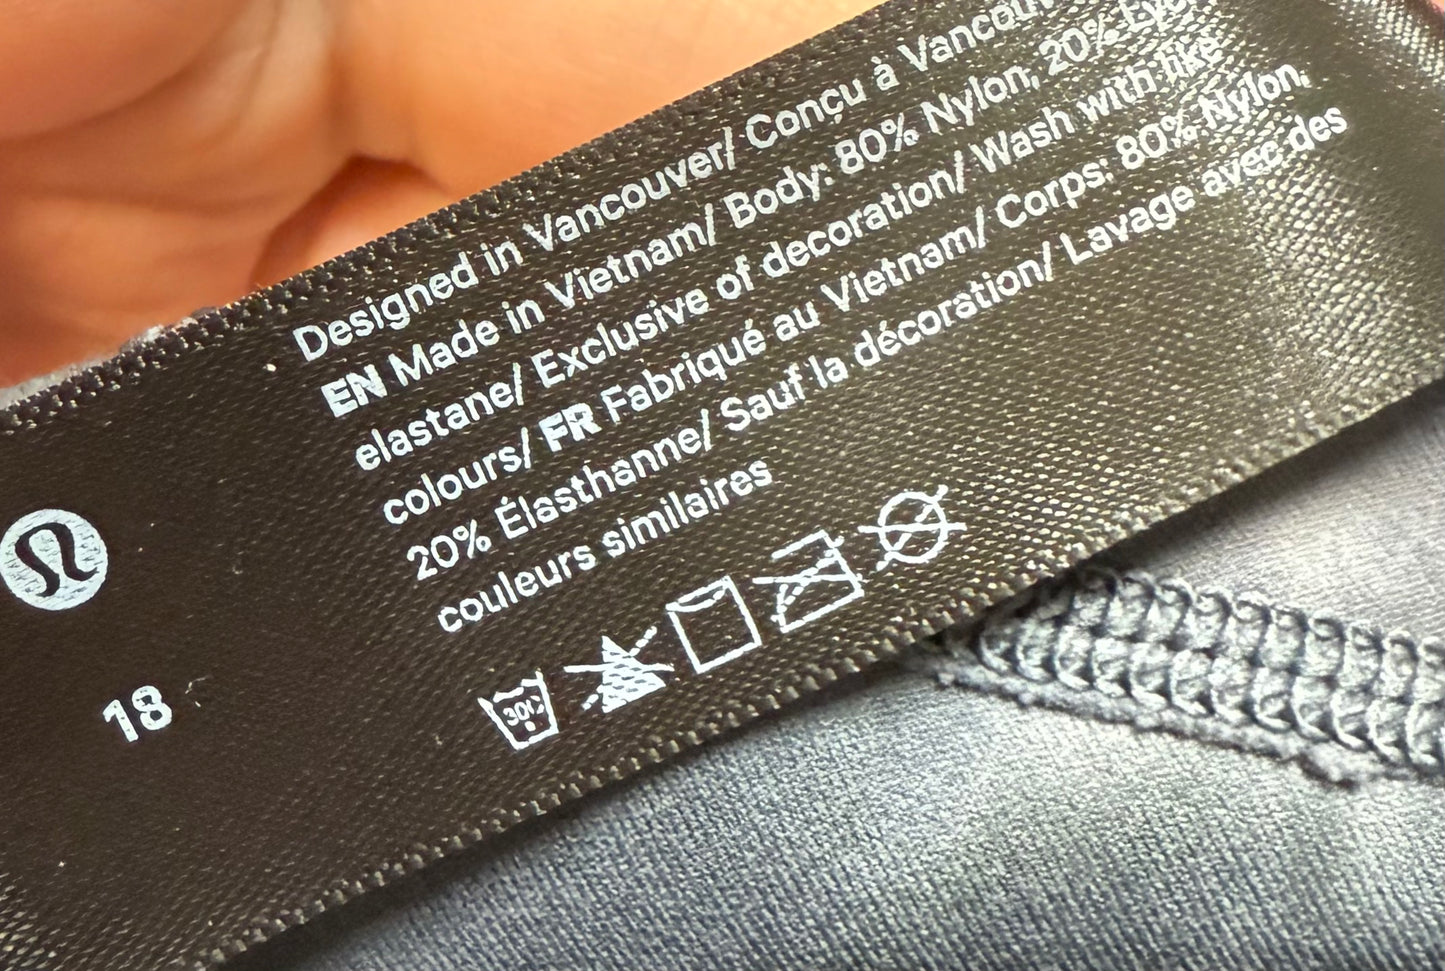 Designed in Vancouver/ Conçu à
EN Made in Vietnam/ Body: 80% Nylon, 20%
elastane/ Exclusive of decoration/ Wash with like
colours/ FR Fabriqué au Vietnam/ Corps: 80% Nylon,
20% Élasthanne/ Sauf la décoration/ Lavage avec des
couleurs similaires
30C
18